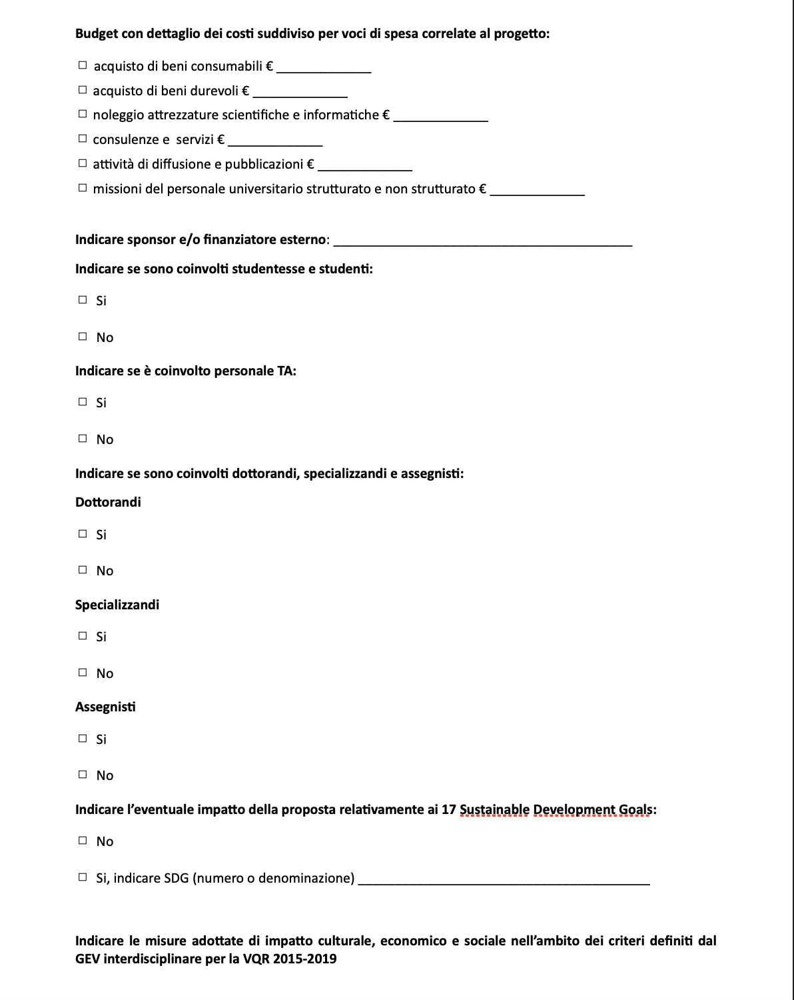 Budget con dettaglio dei costi suddiviso per voci di spesa correlate al progetto:
☐ acquisto di beni consumabili € _____________
☐ acquisto di beni durevoli € _____________
☐ noleggio attrezzature scientifiche e informatiche € _____________
☐ consulenze e  servizi € _____________
☐ attività di diffusione e pubblicazioni € _____________
☐ missioni del personale universitario strutturato e non strutturato € _____________
Indicare sponsor e/o finanziatore esterno: _________________________________________
Indicare se sono coinvolti studentesse e studenti:
☐ Si
☐ No
Indicare se è coinvolto personale TA:
☐ Si
☐ No
Indicare se sono coinvolti dottorandi, specializzandi e assegnisti:
Dottorandi
☐ Si
☐ No
Specializzandi
☐ Si
☐ No
Assegnisti
☐ Si
☐ No
Indicare l’eventuale impatto della proposta relativamente ai 17 Sustainable Development Goals:
☐ No
☐ Si, indicare SDG (numero o denominazione) ________________________________________
Indicare le misure adottate di impatto culturale, economico e sociale nell’ambito dei criteri definiti dal
GEV interdisciplinare per la VQR 2015-2019